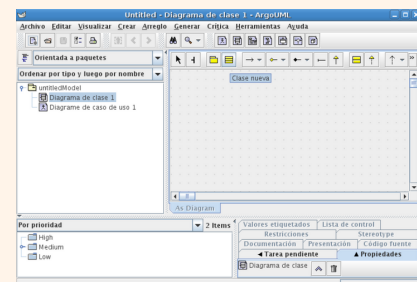 Untitled - Diagrama de clase 1 - ArgoUML
Archivo Editar Visualizar Crear Arreglo Generar Crítica Herramientas Ayuda
Orientada a paquetes
Ordenar por tipo y luego por nombre
untitledModel
Diagrama de clase 1
Diagrame de caso de uso 1
Clase nueva
As Diagram
Por prioridad
2 Items
High
Medium
Low
Valores etiquetados Lista de control
Restricciones Stereotype
Documentación Presentación Código fuente
Tarea pendiente Propiedades
Diagrama de clase